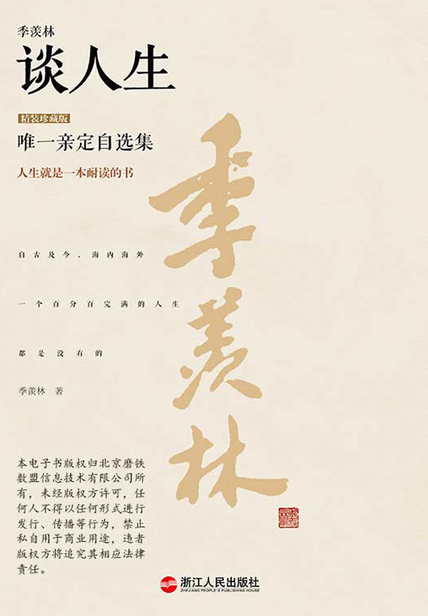 季羡林
谈人生
精装珍藏版
唯一亲定自选集
人生就是一本耐读的书
自古及今，海内海外
一个百分百完满的人生
都是没有的
季羡林 著
季羡林
本电子书版权归北京磨铁
数盟信息技术有限公司所
有，未经版权方许可，任
何人不得以任何形式进行
发行、传播等行为，禁止
私自用于商业用途，违者
版权方将追究其相应法律
责任。
浙江人民出版社
ZHEJIANG PEOPLE'S PUBLISHING HOUSE